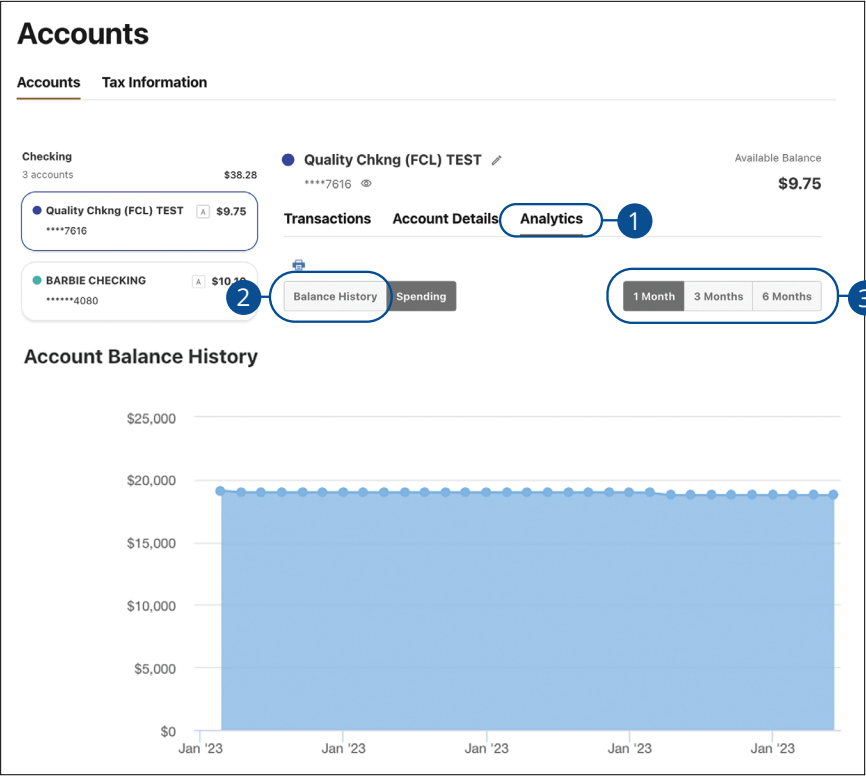 Accounts
Accounts Tax Information
Checking
3 accounts $38.28
Quality Chkng (FCL) TEST A $9.75
****7616
BARBIE CHECKING A
******4080
Quality Chkng (FCL) TEST
****7616
Available Balance
$9.75
Transactions Account Details Analytics 1
2 Balance History Spending
1 Month 3 Months 6 Months 3
Account Balance History
$25,000
$20,000
$15,000
$10,000
$5,000
$0
Jan '23 Jan '23 Jan '23 Jan '23 Jan '23